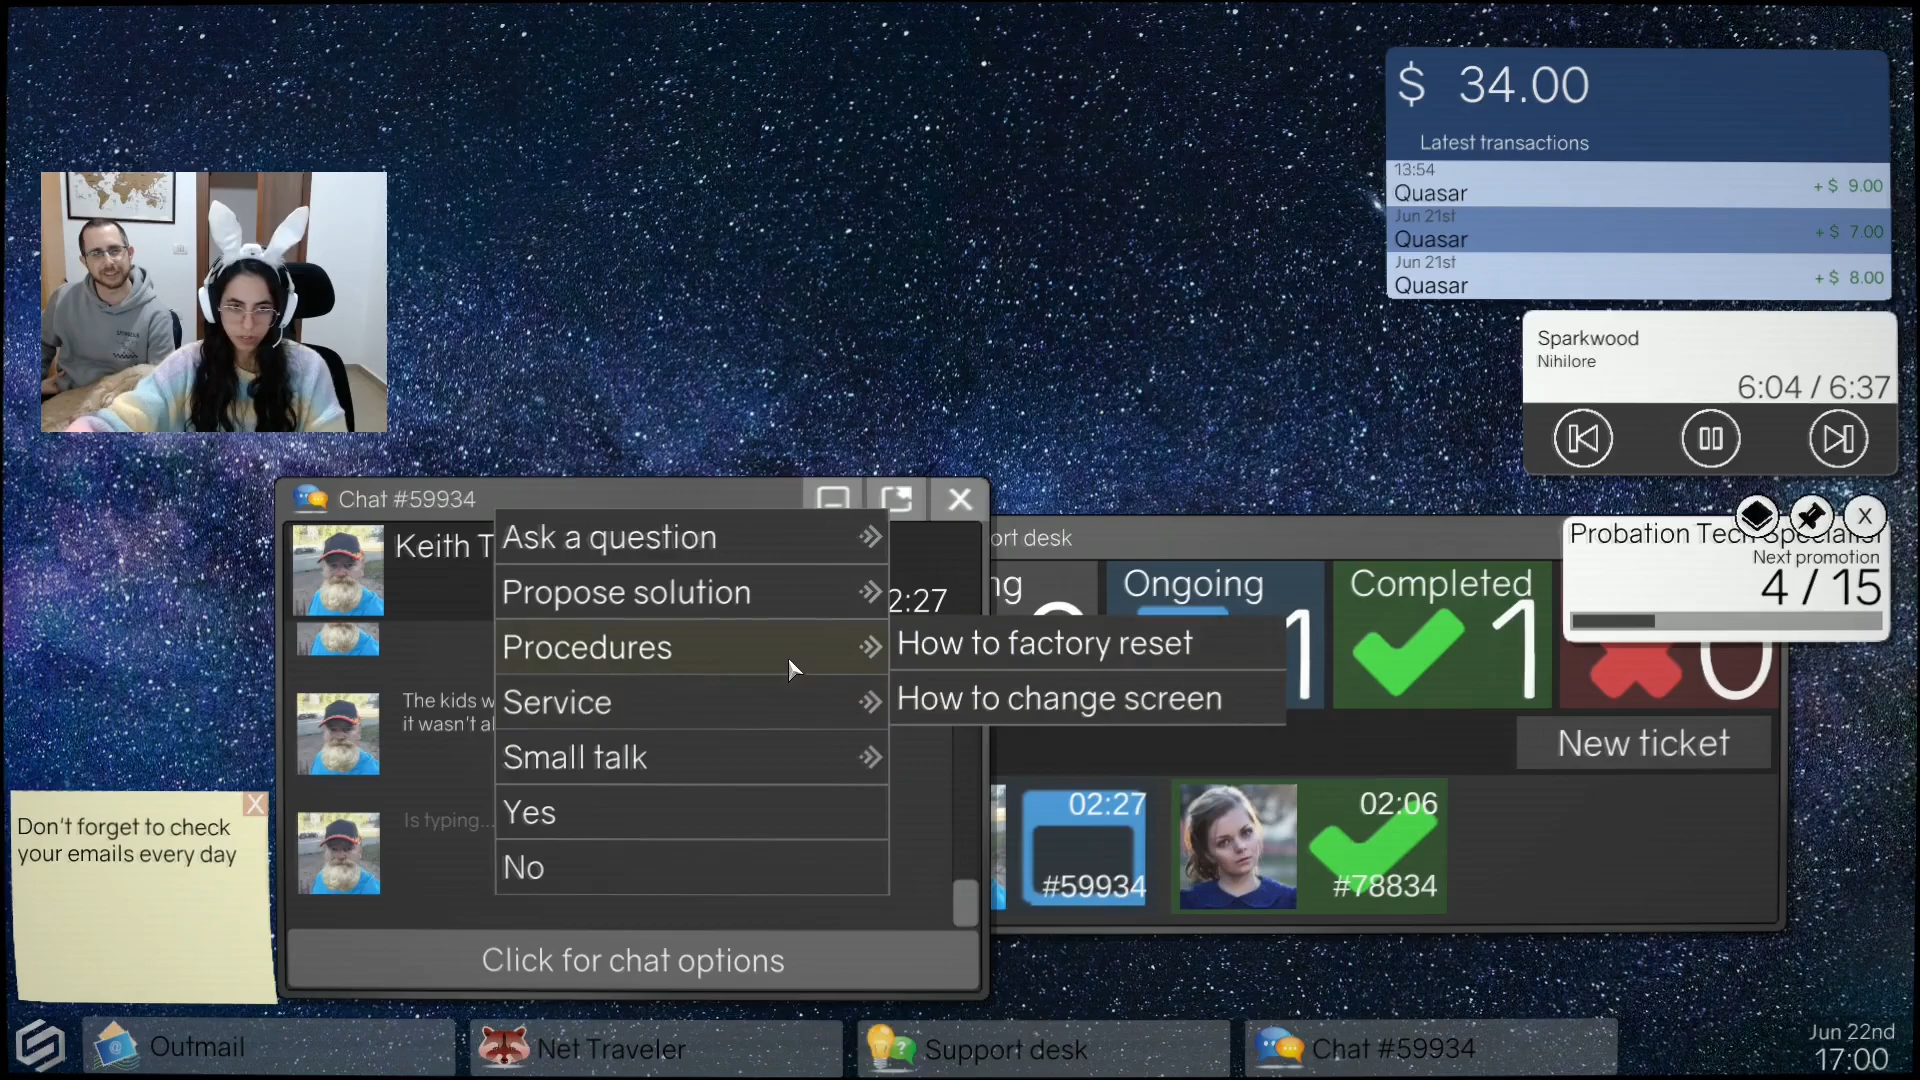 $ 34.00
Latest transactions
13:54
Quasar
+ $ 9.00
Jun 21st
Quasar
+ $ 7.00
Jun 21st
Quasar
+ $ 8.00
Sparkwood
Nihilore
6:04 / 6:37
Probation Tech Specialist
Next promotion
4 / 15
Chat #59934
Keith T
2:27
The kids w
it wasn't al
Is typing...
Ask a question
Propose solution
Procedures
Service
Small talk
Yes
No
How to factory reset
How to change screen
Click for chat options
ort desk
ng
Ongoing
1
Completed
1
0
New ticket
02:27
#59934
02:06
#78834
X
Don't forget to check
your emails every day
Outmail
Net Traveler
Support desk
Chat #59934
Jun 22nd
17:00